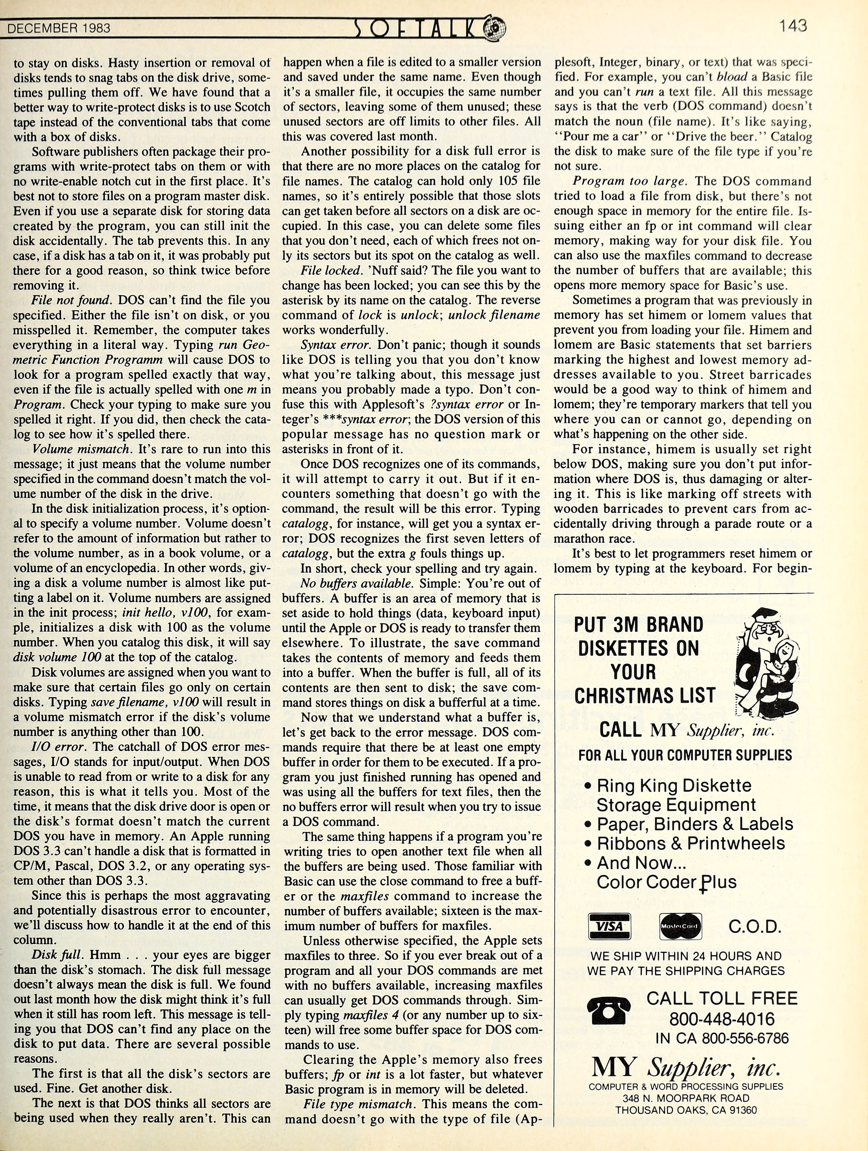 DECEMBER 1983
SOFTALK
143
to stay on disks. Hasty insertion or removal of
disks tends to snag tabs on the disk drive, some-
times pulling them off. We have found that a
better way to write-protect disks is to use Scotch
tape instead of the conventional tabs that come
with a box of disks.
Software publishers often package their pro-
grams with write-protect tabs on them or with
no write-enable notch cut in the first place. It's
best not to store files on a program master disk.
Even if you use a separate disk for storing data
created by the program, you can still init the
disk accidentally. The tab prevents this. In any
case, if a disk has a tab on it, it was probably put
there for a good reason, so think twice before
removing it.
File not found. DOS can't find the file you
specified. Either the file isn't on disk, or you
misspelled it. Remember, the computer takes
everything in a literal way. Typing run Geo-
metric Function Programm will cause DOS to
look for a program spelled exactly that way,
even if the file is actually spelled with one m in
Program. Check your typing to make sure you
spelled it right. If you did, then check the cata-
log to see how it's spelled there.
Volume mismatch. It's rare to run into this
message; it just means that the volume number
specified in the command doesn't match the vol-
ume number of the disk in the drive.
In the disk initialization process, it's option-
al to specify a volume number. Volume doesn't
refer to the amount of information but rather to
the volume number, as in a book volume, or a
volume of an encyclopedia. In other words, giv-
ing a disk a volume number is almost like put-
ting a label on it. Volume numbers are assigned
in the init process; init hello, v100, for exam-
ple, initializes a disk with 100 as the volume
number. When you catalog this disk, it will say
disk volume 100 at the top of the catalog.
Disk volumes are assigned when you want to
make sure that certain files go only on certain
disks. Typing save filename, v100 will result in
a volume mismatch error if the disk's volume
number is anything other than 100.
I/O error. The catchall of DOS error mes-
sages, I/O stands for input/output. When DOS
is unable to read from or write to a disk for any
reason, this is what it tells you. Most of the
time, it means that the disk drive door is open or
the disk's format doesn't match the current
DOS you have in memory. An Apple running
DOS 3.3 can't handle a disk that is formatted in
CP/M, Pascal, DOS 3.2, or any operating sys-
tem other than DOS 3.3.
Since this is perhaps the most aggravating
and potentially disastrous error to encounter,
we'll discuss how to handle it at the end of this
column.
Disk full. Hmm . . . your eyes are bigger
than the disk's stomach. The disk full message
doesn't always mean the disk is full. We found
out last month how the disk might think it's full
when it still has room left. This message is tell-
ing you that DOS can't find any place on the
disk to put data. There are several possible
reasons.
The first is that all the disk's sectors are
used. Fine. Get another disk.
The next is that DOS thinks all sectors are
being used when they really aren't. This can
happen when a file is edited to a smaller version
and saved under the same name. Even though
it's a smaller file, it occupies the same number
of sectors, leaving some of them unused; these
unused sectors are off limits to other files. All
this was covered last month.
Another possibility for a disk full error is
that there are no more places on the catalog for
file names. The catalog can hold only 105 file
names, so it's entirely possible that those slots
can get taken before all sectors on a disk are oc-
cupied. In this case, you can delete some files
that you don't need, each of which frees not on-
ly its sectors but its spot on the catalog as well.
File locked. 'Nuff said? The file you want to
change has been locked; you can see this by the
asterisk by its name on the catalog. The reverse
command of lock is unlock; unlock filename
works wonderfully.
Syntax error. Don't panic; though it sounds
like DOS is telling you that you don't know
what you're talking about, this message just
means you probably made a typo. Don't con-
fuse this with Applesoft's ?syntax error or In-
teger's ***syntax error; the DOS version of this
popular message has no question mark or
asterisks in front of it.
Once DOS recognizes one of its commands,
it will attempt to carry it out. But if it en-
counters something that doesn't go with the
command, the result will be this error. Typing
catalogg, for instance, will get you a syntax er-
ror; DOS recognizes the first seven letters of
catalogg, but the extra g fouls things up.
In short, check your spelling and try again.
No buffers available. Simple: You're out of
buffers. A buffer is an area of memory that is
set aside to hold things (data, keyboard input)
until the Apple or DOS is ready to transfer them
elsewhere. To illustrate, the save command
takes the contents of memory and feeds them
into a buffer. When the buffer is full, all of its
contents are then sent to disk; the save com-
mand stores things on disk a bufferful at a time.
Now that we understand what a buffer is,
let's get back to the error message. DOS com-
mands require that there be at least one empty
buffer in order for them to be executed. If a pro-
gram you just finished running has opened and
was using all the buffers for text files, then the
no buffers error will result when you try to issue
a DOS command.
The same thing happens if a program you're
writing tries to open another text file when all
the buffers are being used. Those familiar with
Basic can use the close command to free a buff-
er or the maxfiles command to increase the
number of buffers available; sixteen is the max-
imum number of buffers for maxfiles.
Unless otherwise specified, the Apple sets
maxfiles to three. So if you ever break out of a
program and all your DOS commands are met
with no buffers available, increasing maxfiles
can usually get DOS commands through. Sim-
ply typing maxfiles 4 (or any number up to six-
teen) will free some buffer space for DOS com-
mands to use.
Clearing the Apple's memory also frees
buffers; fp or int is a lot faster, but whatever
Basic program is in memory will be deleted.
File type mismatch. This means the com-
mand doesn't go with the type of file (Ap-
plesoft, Integer, binary, or text) that was speci-
fied. For example, you can't bload a Basic file
and you can't run a text file. All this message
says is that the verb (DOS command) doesn't
match the noun (file name). It's like saying,
"Pour me a car" or "Drive the beer." Catalog
the disk to make sure of the file type if you're
not sure.
Program too large. The DOS command
tried to load a file from disk, but there's not
enough space in memory for the entire file. Is-
suing either an fp or int command will clear
memory, making way for your disk file. You
can also use the maxfiles command to decrease
the number of buffers that are available; this
opens more memory space for Basic's use.
Sometimes a program that was previously in
memory has set himem or lomem values that
prevent you from loading your file. Himem and
lomem are Basic statements that set barriers
marking the highest and lowest memory ad-
dresses available to you. Street barricades
would be a good way to think of himem and
lomem; they're temporary markers that tell you
where you can or cannot go, depending on
what's happening on the other side.
For instance, himem is usually set right
below DOS, making sure you don't put infor-
mation where DOS is, thus damaging or alter-
ing it. This is like marking off streets with
wooden barricades to prevent cars from ac-
cidentally driving through a parade route or a
marathon race.
It's best to let programmers reset himem or
lomem by typing at the keyboard. For begin-
PUT 3M BRAND
DISKETTES ON
YOUR
CHRISTMAS LIST
CALL MY Supplier, inc.
FOR ALL YOUR COMPUTER SUPPLIES
• Ring King Diskette
Storage Equipment
• Paper, Binders & Labels
• Ribbons & Printwheels
• And Now...
Color Coder Plus
VISA
MasterCard
C.O.D.
WE SHIP WITHIN 24 HOURS AND
WE PAY THE SHIPPING CHARGES
CALL TOLL FREE
800-448-4016
IN CA 800-556-6786
MY Supplier, inc.
COMPUTER & WORD PROCESSING SUPPLIES
348 N. MOORPARK ROAD
THOUSAND OAKS, CA 91360